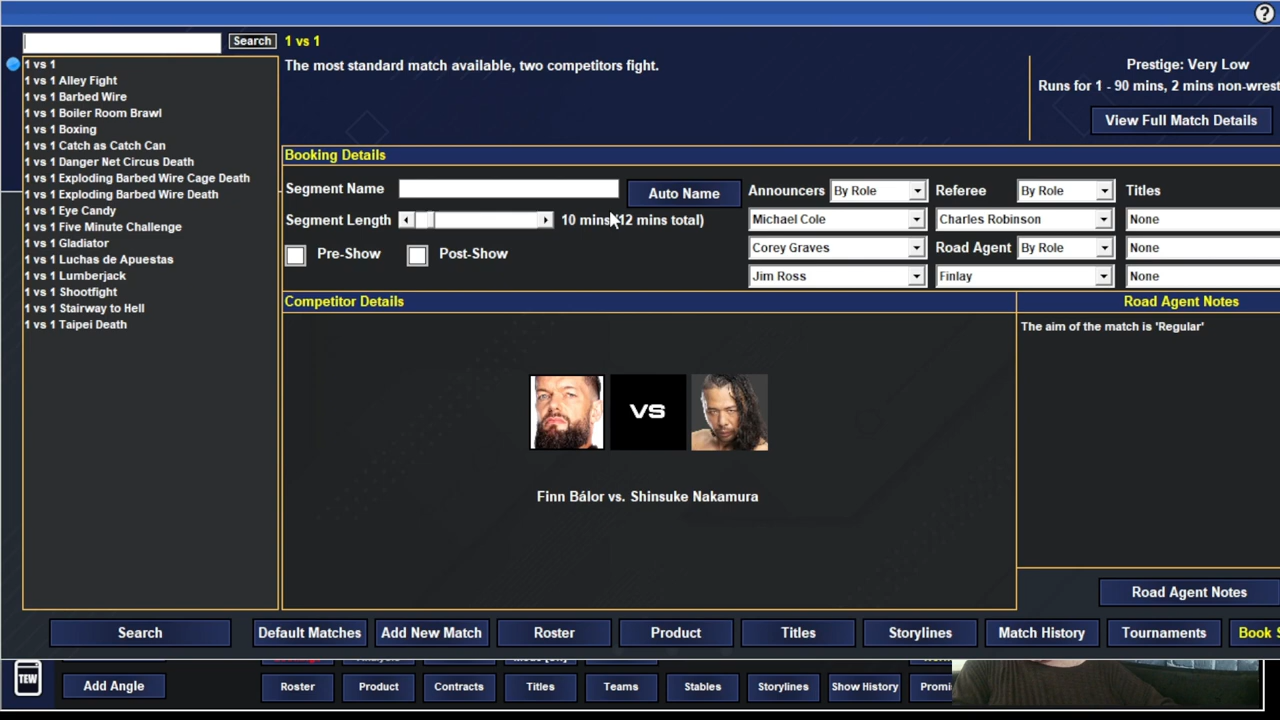 ?
Search
1 vs 1
1 vs 1
1 vs 1 Alley Fight
1 vs 1 Barbed Wire
1 vs 1 Boiler Room Brawl
1 vs 1 Boxing
1 vs 1 Catch as Catch Can
1 vs 1 Danger Net Circus Death
1 vs 1 Exploding Barbed Wire Cage Death
1 vs 1 Exploding Barbed Wire Death
1 vs 1 Eye Candy
1 vs 1 Five Minute Challenge
1 vs 1 Gladiator
1 vs 1 Luchas de Apuestas
1 vs 1 Lumberjack
1 vs 1 Shootfight
1 vs 1 Stairway to Hell
1 vs 1 Taipei Death
The most standard match available, two competitors fight.
Prestige: Very Low
Runs for 1 - 90 mins, 2 mins non-wrest
View Full Match Details
Booking Details
Segment Name
Auto Name
Segment Length
10 mins (12 mins total)
Pre-Show
Post-Show
Announcers
By Role
Michael Cole
Corey Graves
Jim Ross
Referee
By Role
Charles Robinson
Road Agent
By Role
Finlay
Titles
None
None
None
Competitor Details
VS
Finn Bálor vs. Shinsuke Nakamura
Road Agent Notes
The aim of the match is 'Regular'
Road Agent Notes
Search
Default Matches
Add New Match
Roster
Product
Titles
Storylines
Match History
Tournaments
Book S
TEW
Add Angle
Roster
Product
Contracts
Titles
Teams
Stables
Storylines
Show History
Promi